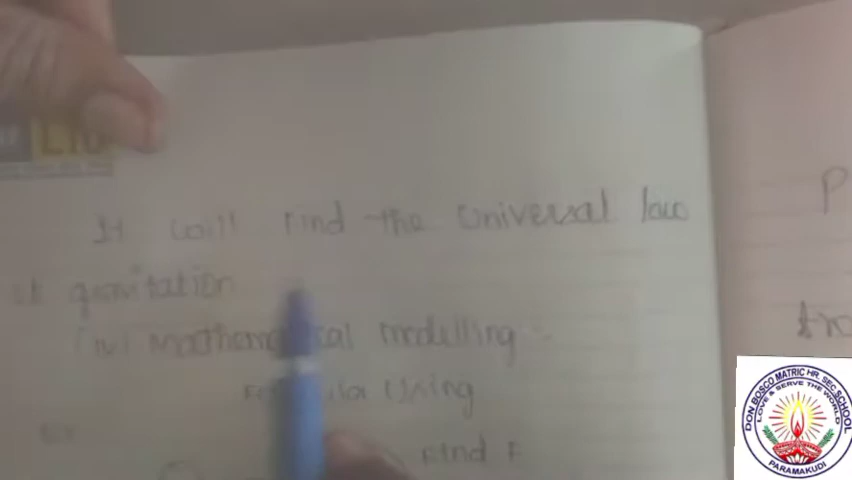 It will find the universal law
of gravitation
(iv) Mathematical modelling :-
Formula Using
Find F
P
DON BOSCO MATRIC HR. SEC SCHOOL
LOVE & SERVE THE WORLD
PARAMAKUDI